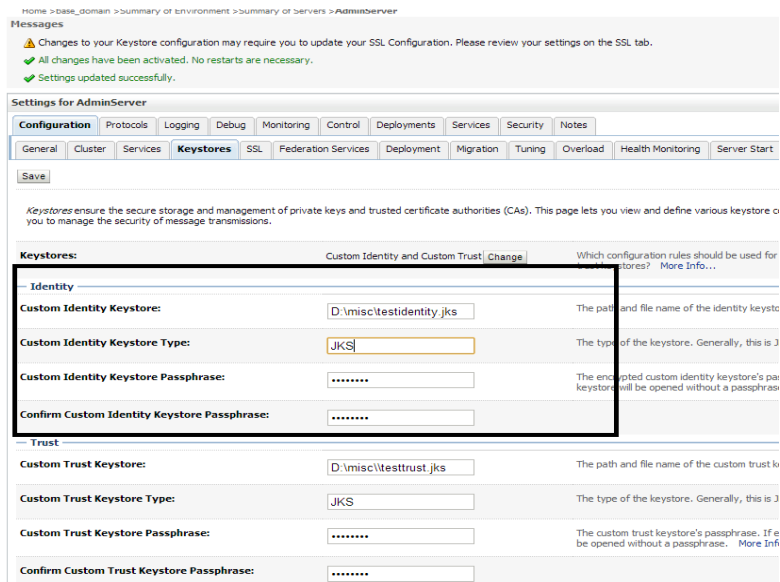 Home >base_domain >Summary of Environment >Summary of Servers >AdminServer
Messages
Changes to your Keystore configuration may require you to update your SSL Configuration. Please review your settings on the SSL tab.
All changes have been activated. No restarts are necessary.
Settings updated successfully.
Settings for AdminServer
Configuration Protocols Logging Debug Monitoring Control Deployments Services Security Notes
General Cluster Services Keystores SSL Federation Services Deployment Migration Tuning Overload Health Monitoring Server Start
Save
Keystores ensure the secure storage and management of private keys and trusted certificate authorities (CAs). This page lets you view and define various keystore c
you to manage the security of message transmissions.
Keystores: Custom Identity and Custom Trust Change Which configuration rules should be used for
stores? More Info...
Identity
Custom Identity Keystore: D:\misc\testidentity.jks The path and file name of the identity keysto
Custom Identity Keystore Type: JKS The type of the keystore. Generally, this is J
Custom Identity Keystore Passphrase: •••••••• The encrypted custom identity keystore's pas
keystore will be opened without a passphrase
Confirm Custom Identity Keystore Passphrase: ••••••••
Trust
Custom Trust Keystore: D:\misc\\testtrust.jks The path and file name of the custom trust k
Custom Trust Keystore Type: JKS The type of the keystore. Generally, this is J
Custom Trust Keystore Passphrase: •••••••• The custom trust keystore's passphrase. If e
be opened without a passphrase. More Inf
Confirm Custom Trust Keystore Passphrase: ••••••••